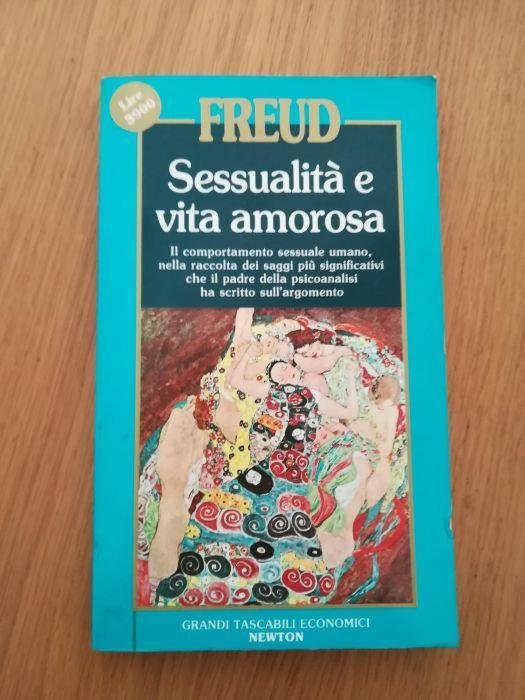 Lire
3900
FREUD
Sessualità e
vita amorosa
Il comportamento sessuale umano,
nella raccolta dei saggi più significativi
che il padre della psicoanalisi
ha scritto sull'argomento
GRANDI TASCABILI ECONOMICI
NEWTON